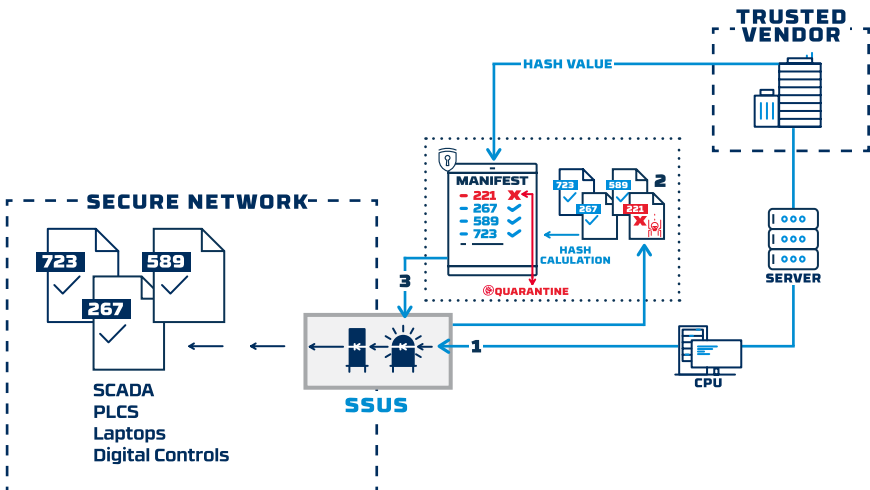 TRUSTED
VENDOR
HASH VALUE
MANIFEST
221
267
589
723
723
589
2
267
221
HASH
CALULATION
QUARANTINE
SERVER
SECURE NETWORK
723
589
267
3
1
CPU
SSUS
SCADA
PLCS
Laptops
Digital Controls